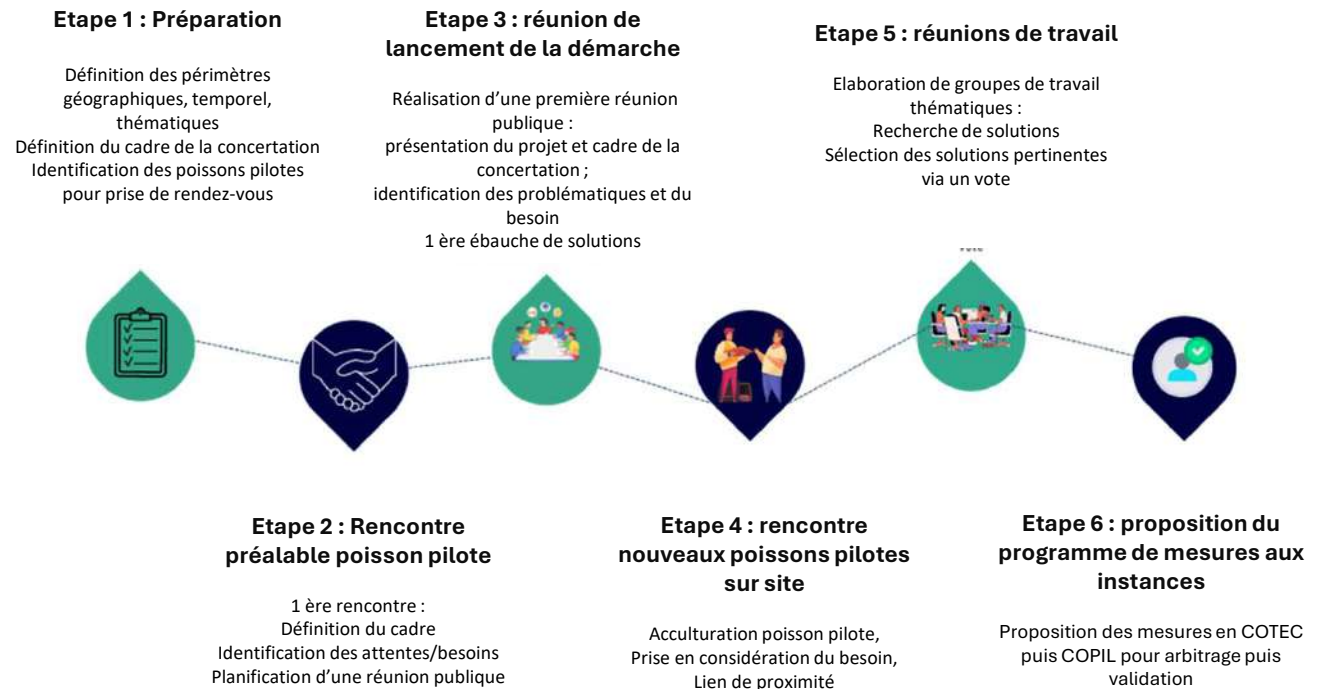 Etape 1 : Préparation
Définition des périmètres
géographiques, temporel,
thématiques
Définition du cadre de la concertation
Identification des poissons pilotes
pour prise de rendez-vous
Etape 2 : Rencontre
préalable poisson pilote
1 ère rencontre :
Définition du cadre
Identification des attentes/besoins
Planification d'une réunion publique
Etape 3 : réunion de
lancement de la démarche
Réalisation d'une première réunion
publique :
présentation du projet et cadre de la
concertation ;
identification des problématiques et du
besoin
1 ère ébauche de solutions
Etape 4 : rencontre
nouveaux poissons pilotes
sur site
Acculturation poisson pilote,
Prise en considération du besoin,
Lien de proximité
Etape 5 : réunions de travail
Elaboration de groupes de travail
thématiques :
Recherche de solutions
Sélection des solutions pertinentes
via un vote
Etape 6 : proposition du
programme de mesures aux
instances
Proposition des mesures en COTEC
puis COPIL pour arbitrage puis
validation